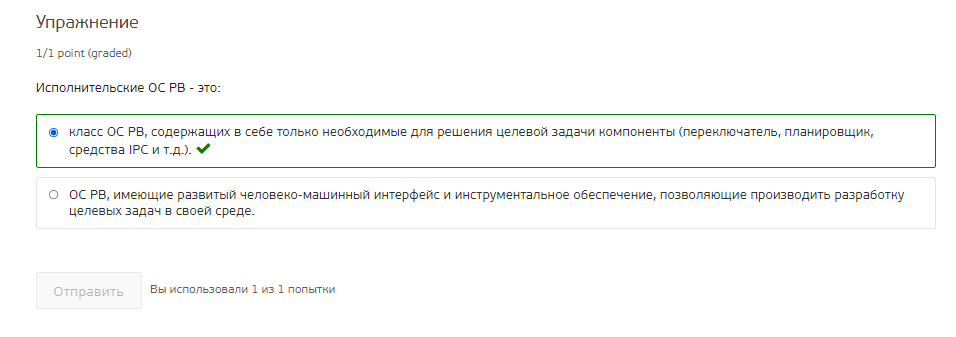 Упражнение
1/1 point (graded)
Исполнительские ОС РВ - это:
класс ОС РВ, содержащих в себе только необходимые для решения целевой задачи компоненты (переключатель, планировщик,
средства IPC и т.д.).
ОС РВ, имеющие развитый человеко-машинный интерфейс и инструментальное обеспечение, позволяющие производить разработку
целевых задач в своей среде.
Отправить Вы использовали 1 из 1 попытки